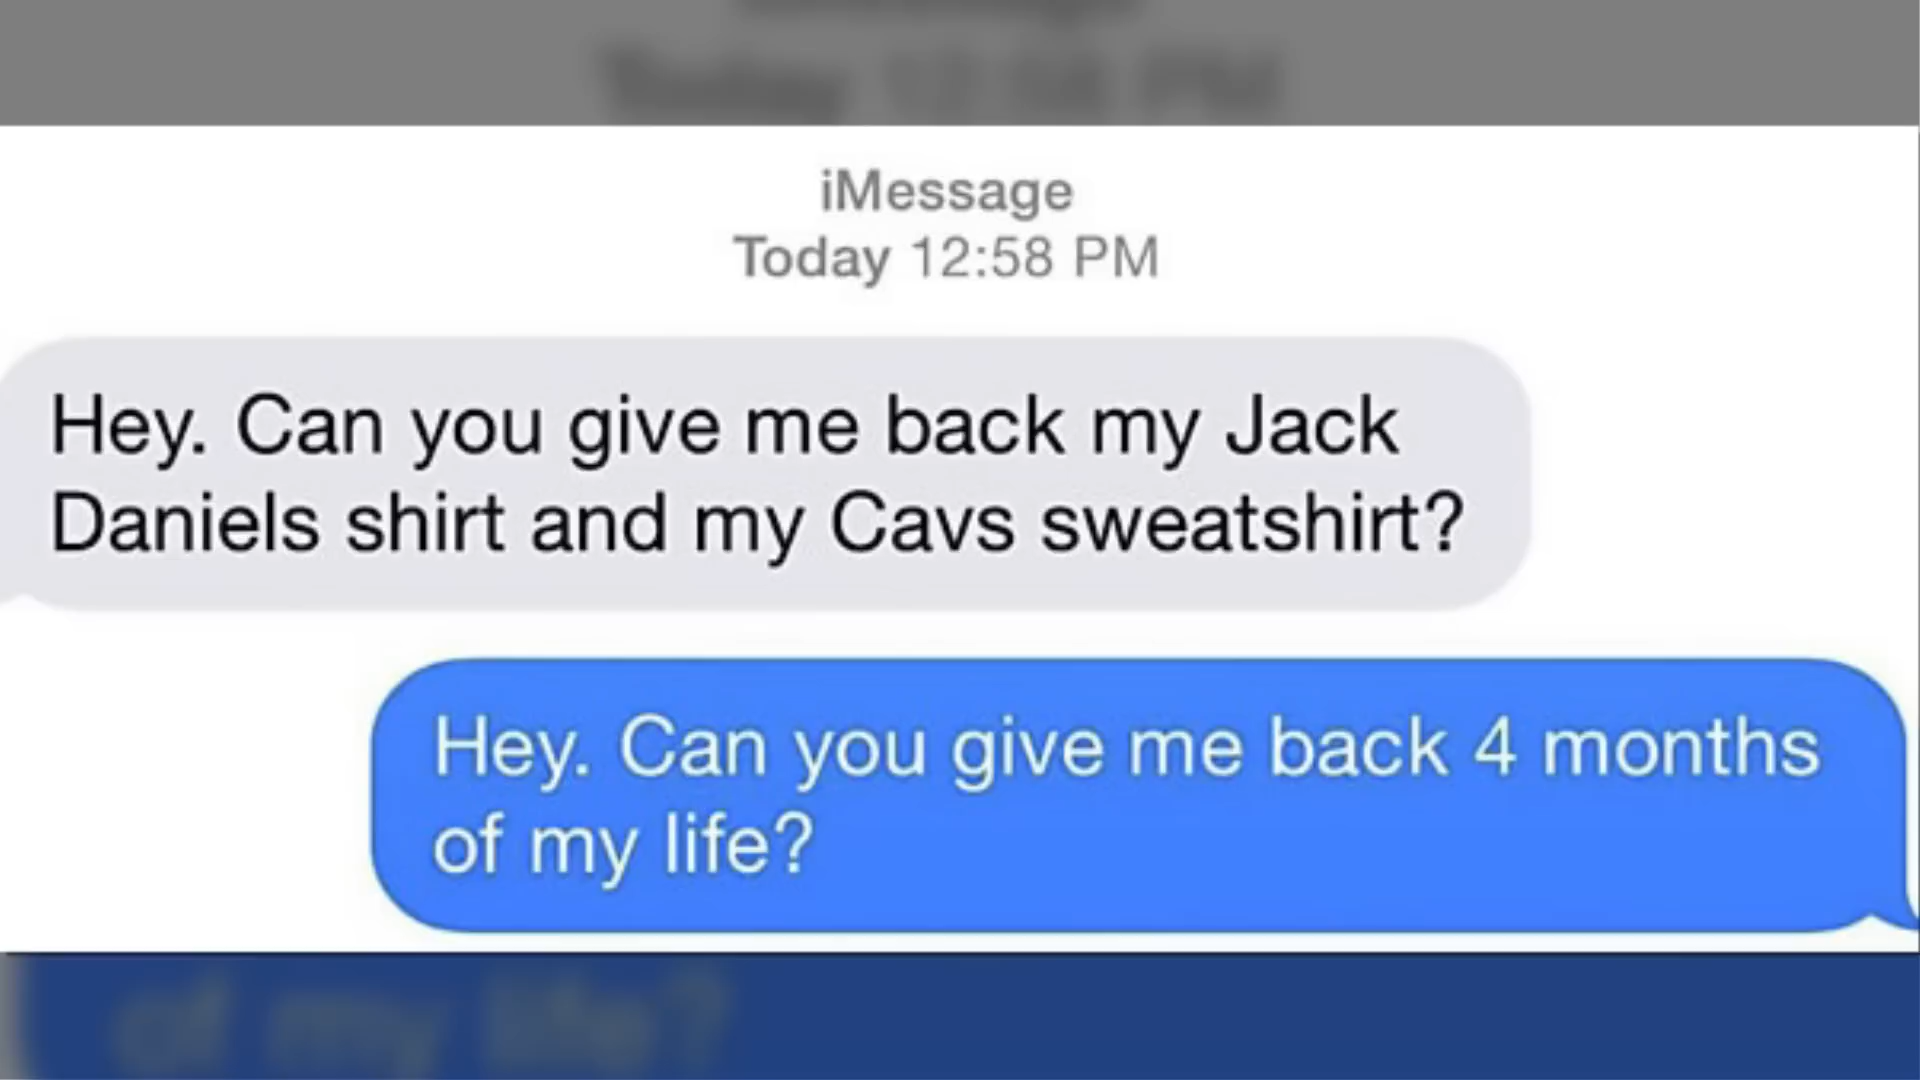 iMessage
Today 12:58 PM
Hey. Can you give me back my Jack
Daniels shirt and my Cavs sweatshirt?
Hey. Can you give me back 4 months
of my life?